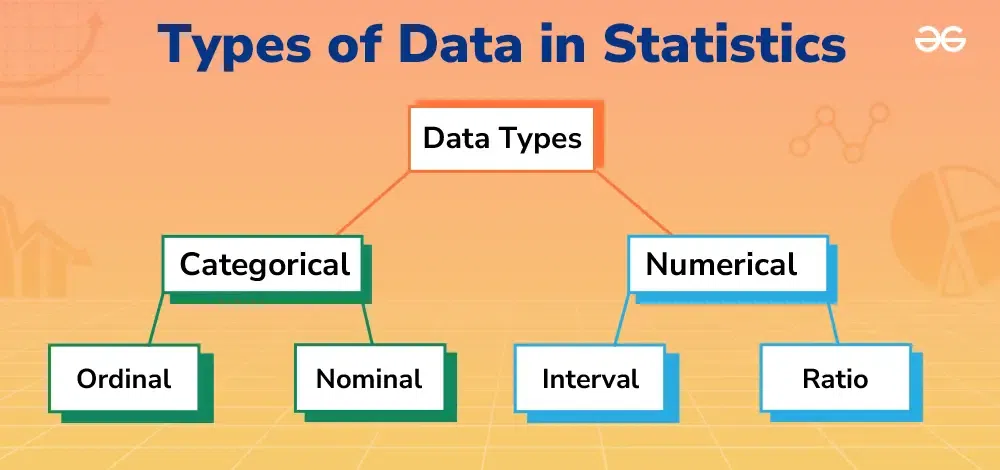 Types of Data in Statistics
Data Types
Categorical
Numerical
Ordinal
Nominal
Interval
Ratio